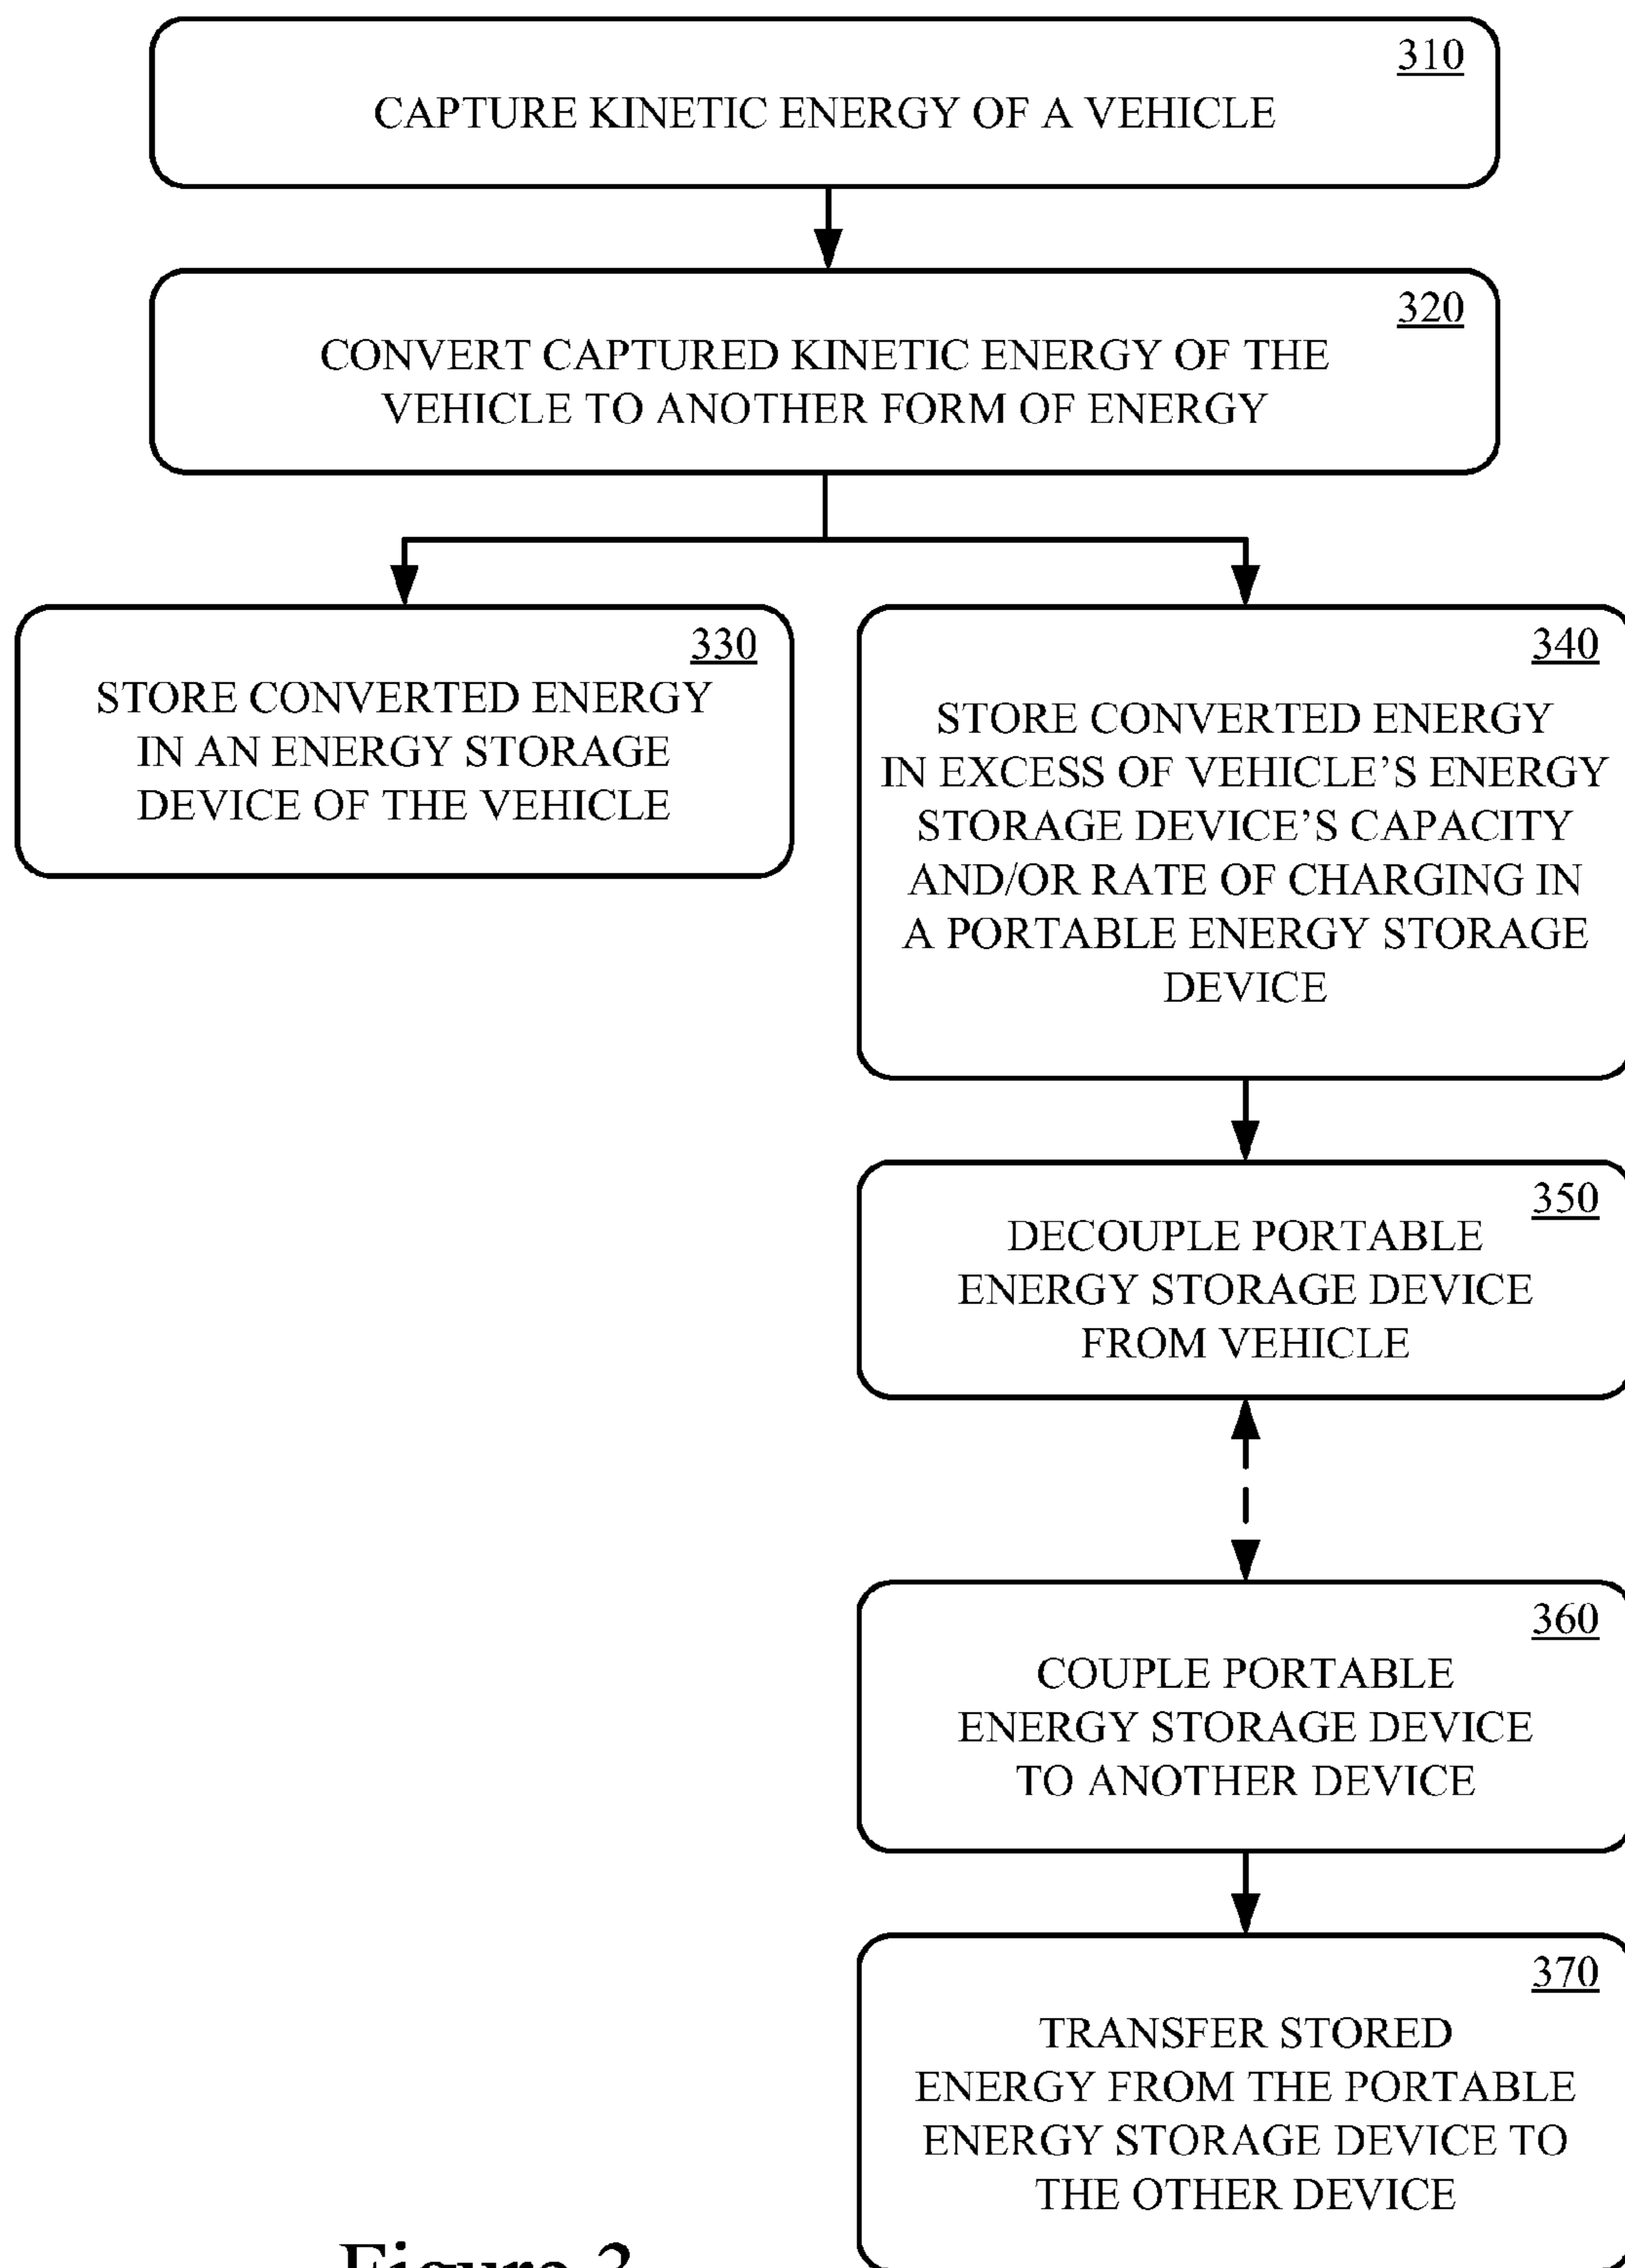 310
CAPTURE KINETIC ENERGY OF A VEHICLE
320
CONVERT CAPTURED KINETIC ENERGY OF THE
VEHICLE TO ANOTHER FORM OF ENERGY
330
STORE CONVERTED ENERGY
IN AN ENERGY STORAGE
DEVICE OF THE VEHICLE
340
STORE CONVERTED ENERGY
IN EXCESS OF VEHICLE'S ENERGY
STORAGE DEVICE'S CAPACITY
AND/OR RATE OF CHARGING IN
A PORTABLE ENERGY STORAGE
DEVICE
350
DECOUPLE PORTABLE
ENERGY STORAGE DEVICE
FROM VEHICLE
360
COUPLE PORTABLE
ENERGY STORAGE DEVICE
TO ANOTHER DEVICE
370
TRANSFER STORED
ENERGY FROM THE PORTABLE
ENERGY STORAGE DEVICE TO
THE OTHER DEVICE
Figure 3